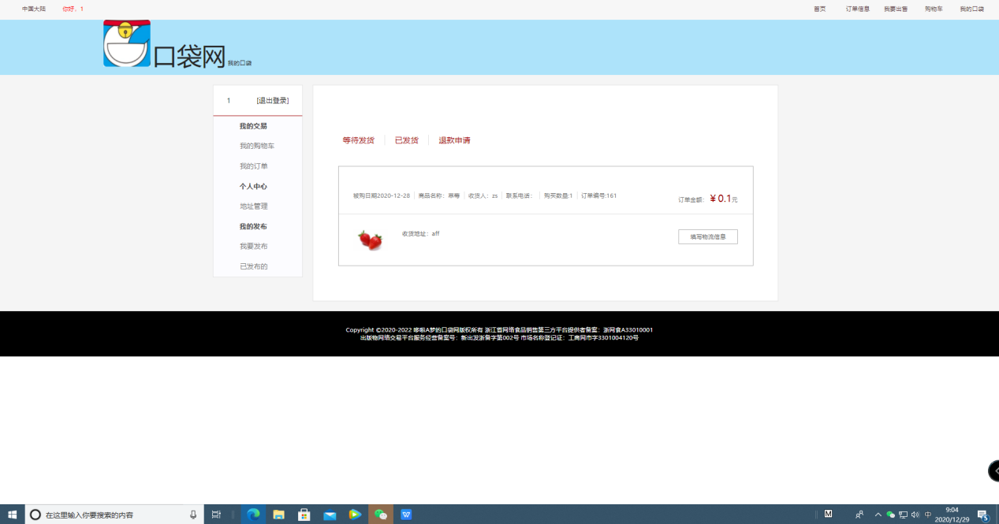 中国大陆 你好，1 首页 订单信息 我要出售 购物车 我的口袋
口袋网 我的口袋
1 [退出登录]
我的交易
我的购物车
我的订单
个人中心
地址管理
我的发布
我要发布
已发布的
等待发货 已发货 退款申请
被购日期2020-12-28 商品名称：草莓 收货人：zs 联系电话： 购买数量:1 订单编号:161 订单金额：¥ 0.1元
收货地址：aff 填写物流信息
Copyright ©2020-2022 哆啦A梦的口袋网版权所有 浙江省网络食品销售第三方平台提供者备案：浙网食A33010001
出版物网络交易平台服务经营备案号：新出发浙备字第002号 市场名称登记证：工商网市字3301004120号
在这里输入你要搜索的内容 W M 中 9:04 5
2020/12/29